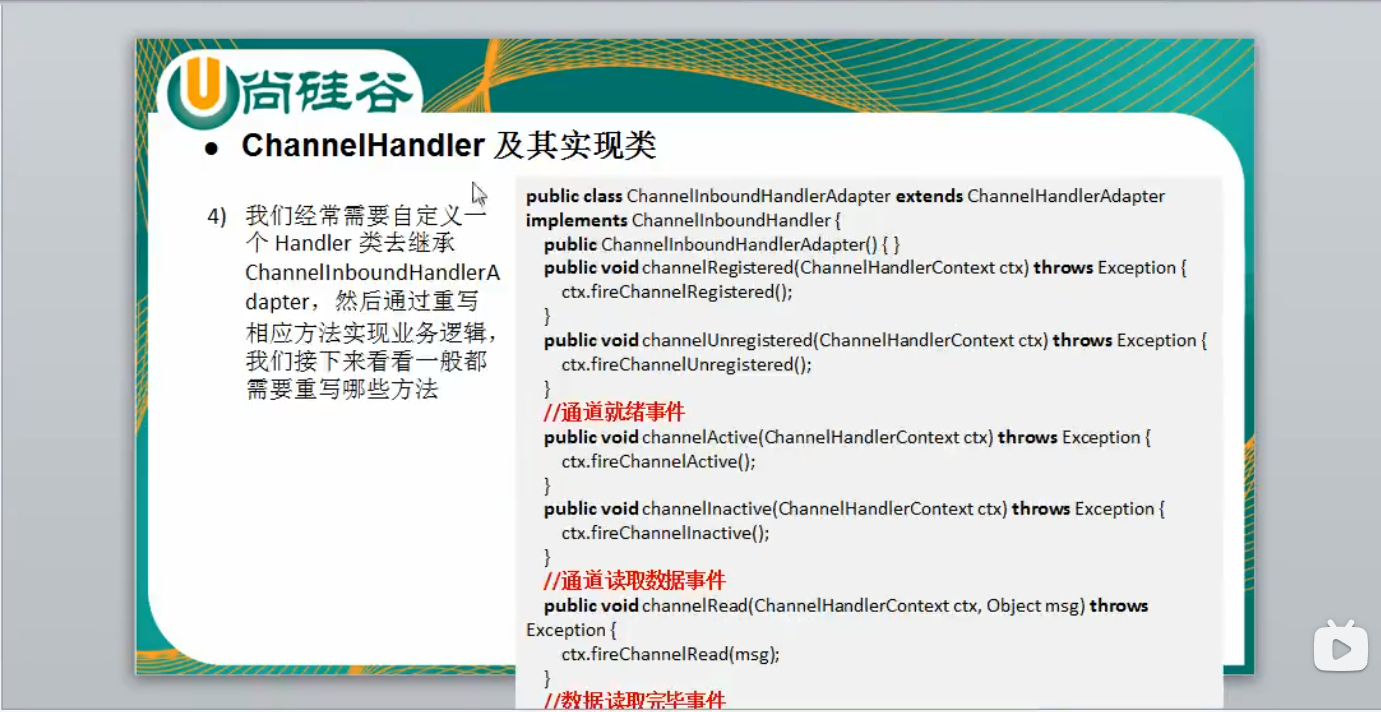 尚硅谷
• ChannelHandler 及其实现类
4) 我们经常需要自定义一
个 Handler 类去继承
ChannelInboundHandlerA
dapter，然后通过重写
相应方法实现业务逻辑，
我们接下来看看一般都
需要重写哪些方法
public class ChannelInboundHandlerAdapter extends ChannelHandlerAdapter
implements ChannelInboundHandler {
public ChannelInboundHandlerAdapter() { }
public void channelRegistered(ChannelHandlerContext ctx) throws Exception {
ctx.fireChannelRegistered();
}
public void channelUnregistered(ChannelHandlerContext ctx) throws Exception {
ctx.fireChannelUnregistered();
}
//通道就绪事件
public void channelActive(ChannelHandlerContext ctx) throws Exception {
ctx.fireChannelActive();
}
public void channelInactive(ChannelHandlerContext ctx) throws Exception {
ctx.fireChannelInactive();
}
//通道读取数据事件
public void channelRead(ChannelHandlerContext ctx, Object msg) throws
Exception {
ctx.fireChannelRead(msg);
}
//数据读取完毕事件